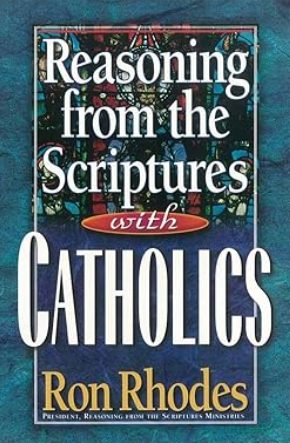 Reasoning
from the
Scriptures
with
CATHOLICS
Ron Rhodes
PRESIDENT, REASONING FROM THE SCRIPTURES MINISTRIES